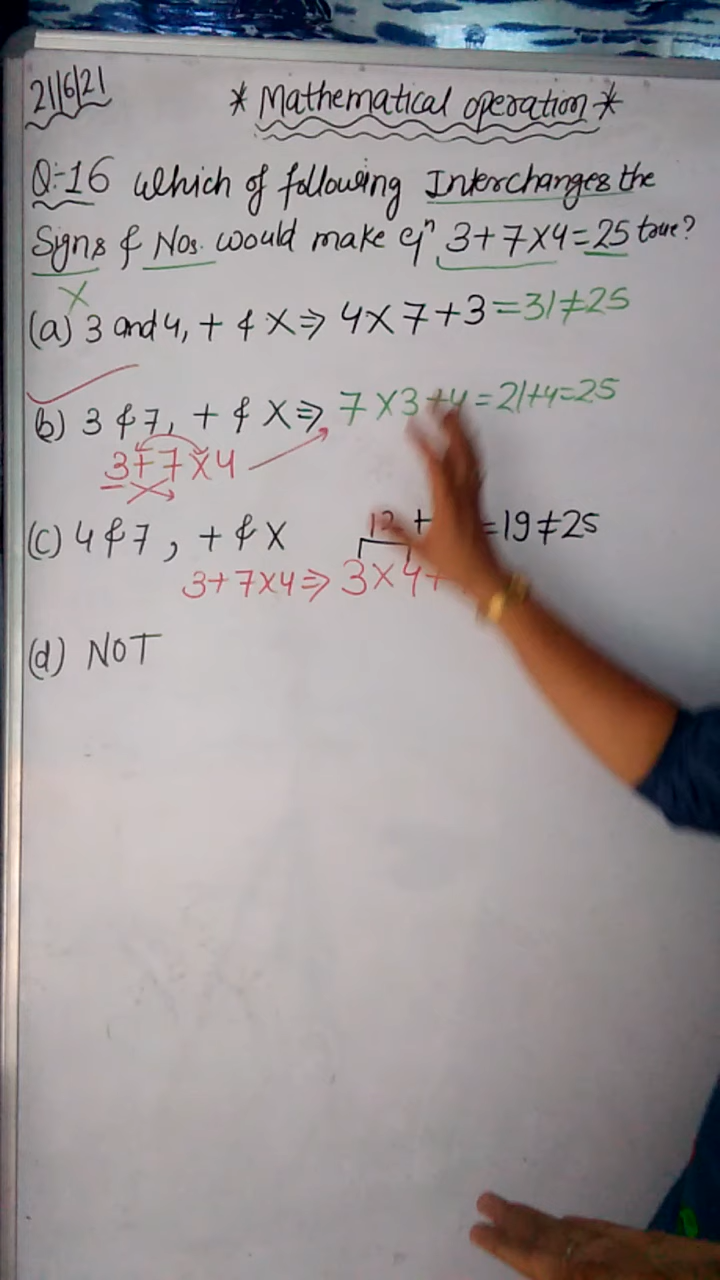 21/6/21
* Mathematical operation *
Q:-16 Which of following Interchanges the
Signs & Nos. would make eqⁿ 3+7×4=25 true?
×
(a) 3 and 4, + & × ⇒ 4×7+3=31≠25
(b) 3 & 7, + & × ⇒ 7×3+4=21+4=25
3+7×4
(c) 4 & 7, + & × 12 + =19≠25
3+7×4 ⇒ 3×4+
(d) NOT